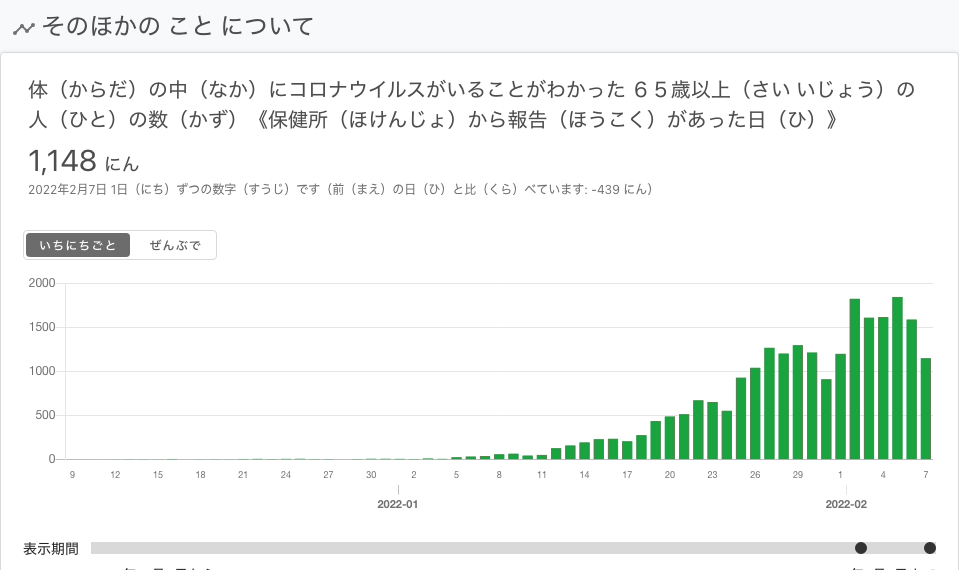 そのほかの こと について
体（からだ）の中（なか）にコロナウイルスがいることがわかった ６５歳以上（さい いじょう）の
人（ひと）の数（かず）《保健所（ほけんじょ）から報告（ほうこく）があった日（ひ）》
1,148 にん
2022年2月7日 1日（にち）ずつの数字（すうじ）です（前（まえ）の日（ひ）と比（くら）べています: -439 にん）
いちにちごと ぜんぶで
2000
1500
1000
500
0
9 12 15 18 21 24 27 30 2 5 8 11 14 17 20 23 26 29 1 4 7
2022-01 2022-02
表示期間